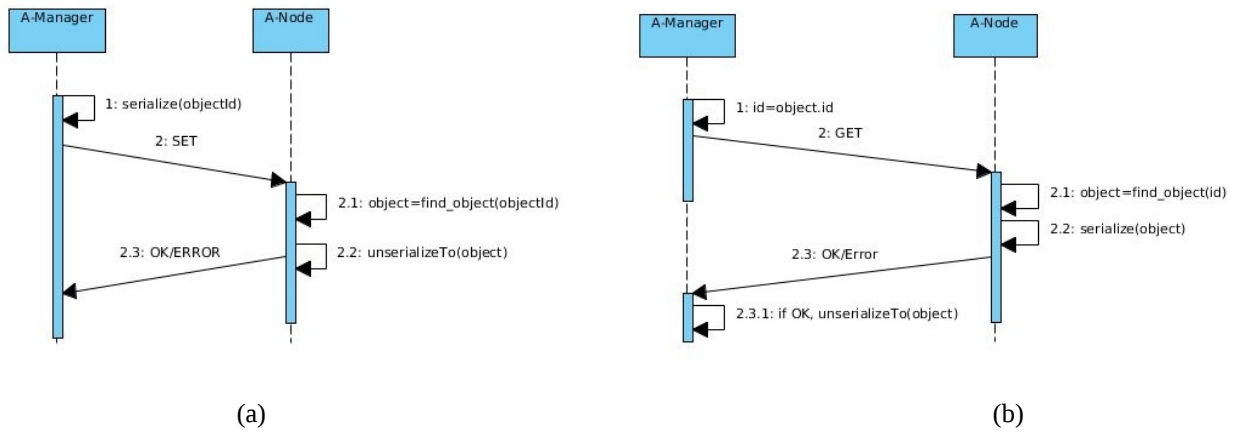 A-Manager
A-Node
1: serialize(objectId)
2: SET
2.1: object=find_object(objectId)
2.2: unserializeTo(object)
2.3: OK/ERROR
(a)
A-Manager
A-Node
1: id=object.id
2: GET
2.1: object=find_object(id)
2.2: serialize(object)
2.3: OK/Error
2.3.1: if OK, unserializeTo(object)
(b)